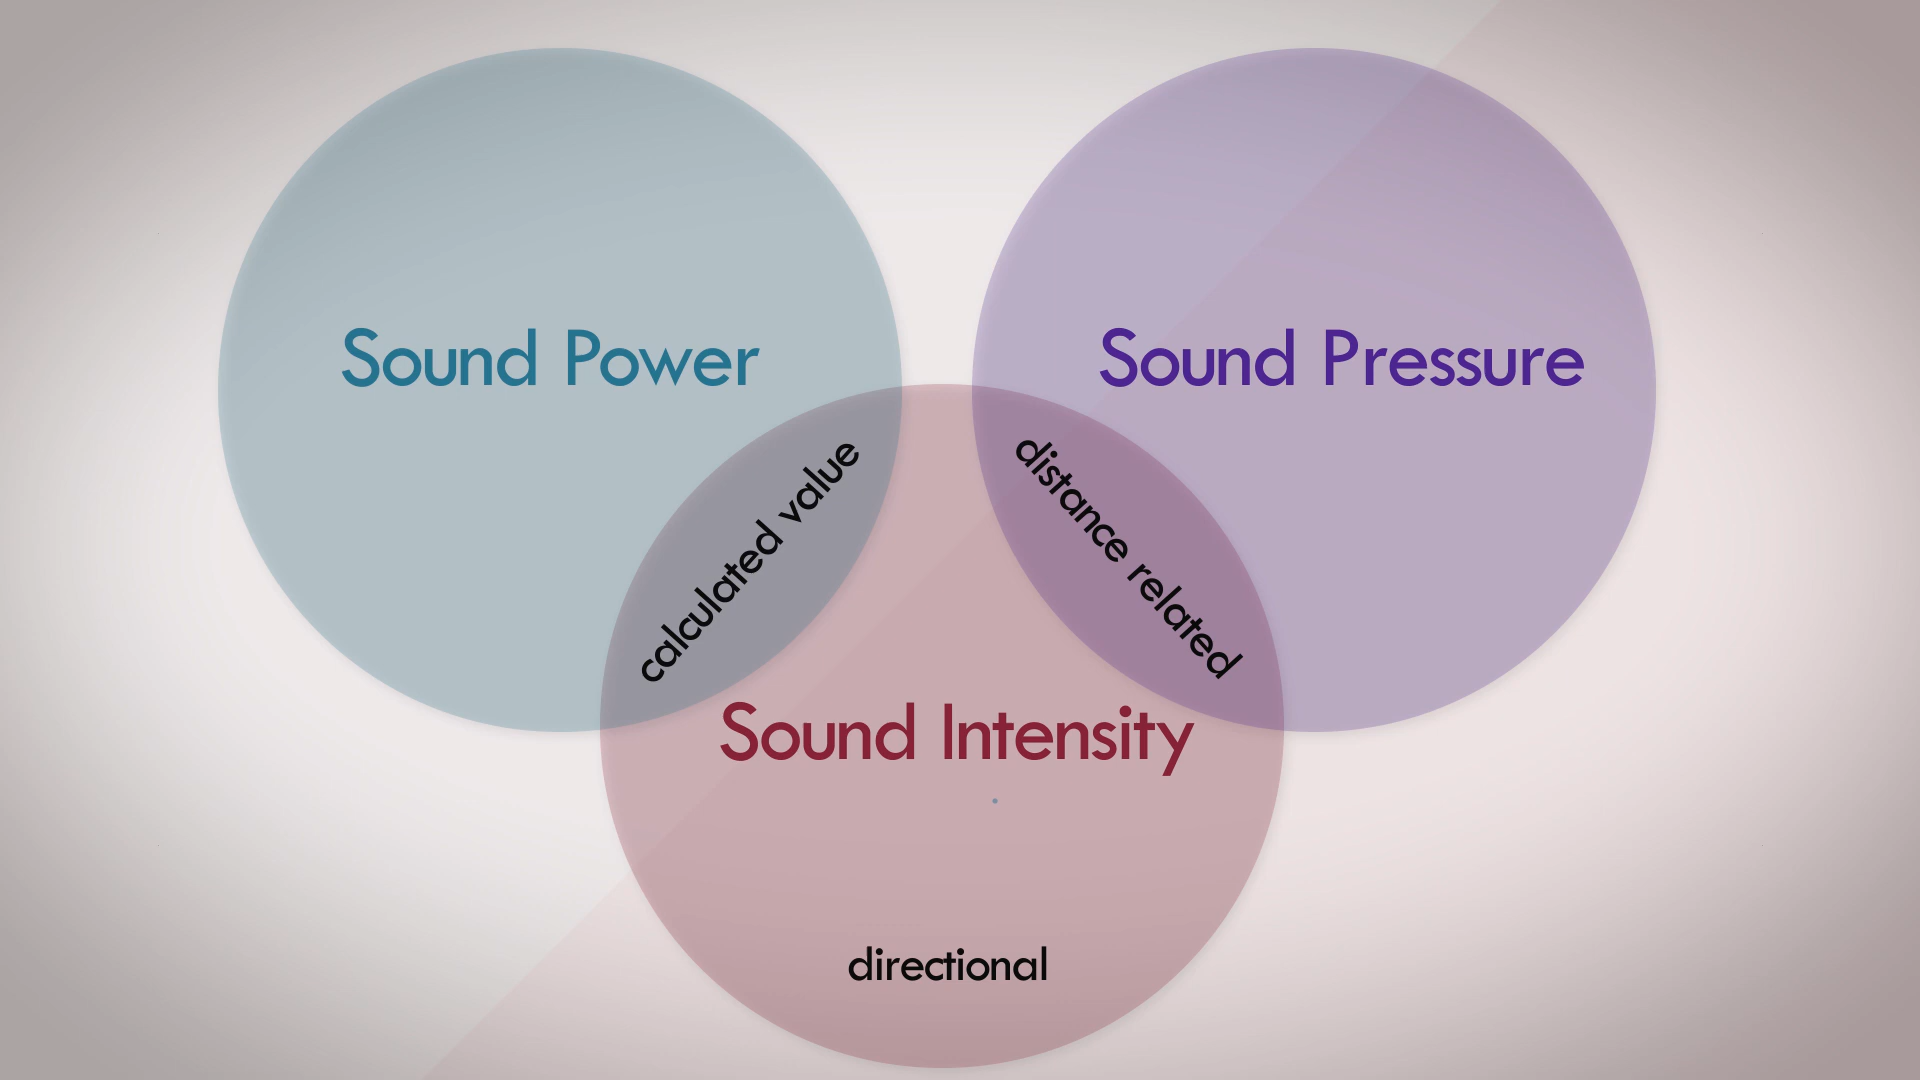 Sound Power
Sound Pressure
calculated value
distance related
Sound Intensity
directional